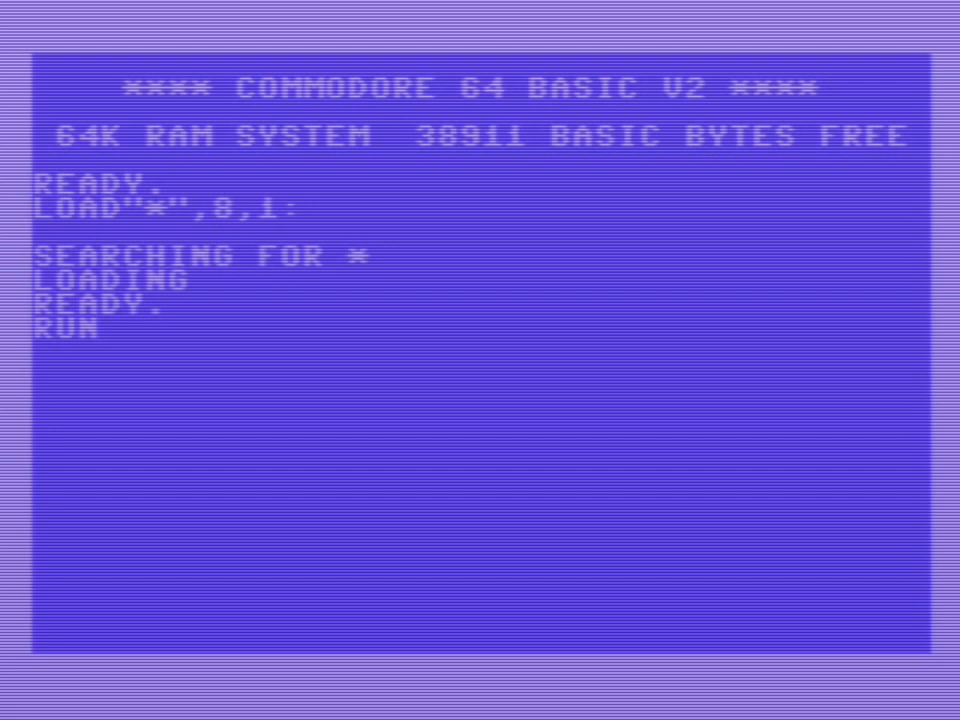 **** COMMODORE 64 BASIC V2 ****
64K RAM SYSTEM  38911 BASIC BYTES FREE
READY.
LOAD"*",8,1:
SEARCHING FOR *
LOADING
READY.
RUN